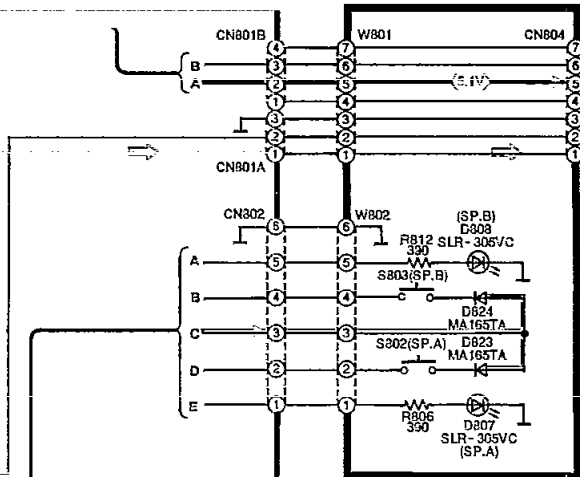 CN801B W801 CN804
4 7 7
B 3 6 6
A 2 5 (5.1V) 5
1 4 4
3 3 3
2 2 2
1 1 1
CN801A
CN802 W802 (SP.B)
D808
SLR-305VC
6 6
R812
390
A 5 5
S803(SP.B)
B 4 4
D824
MA165TA
C 3 3
S802(SP.A) D823
MA165TA
D 2 2
E 1 1
R806
390
D807
SLR-305VC
(SP.A)